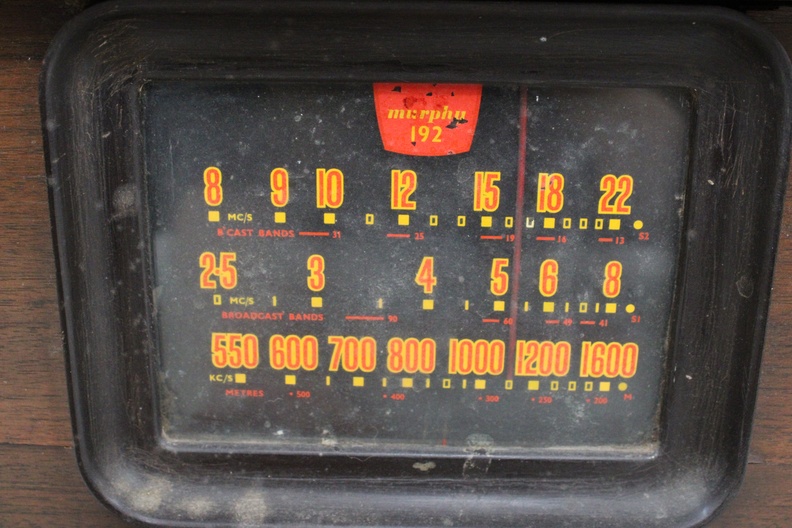 murphy
192
8 9 10 12 15 18 22
MC/S
B'CAST BANDS 31 25 19 16 13 S2
2·5 3 4 5 6 8
MC/S
BROADCAST BANDS 90 60 49 41 S1
550 600 700 800 1000 1200 1600
KC/S M
METRES 500 400 300 250 200